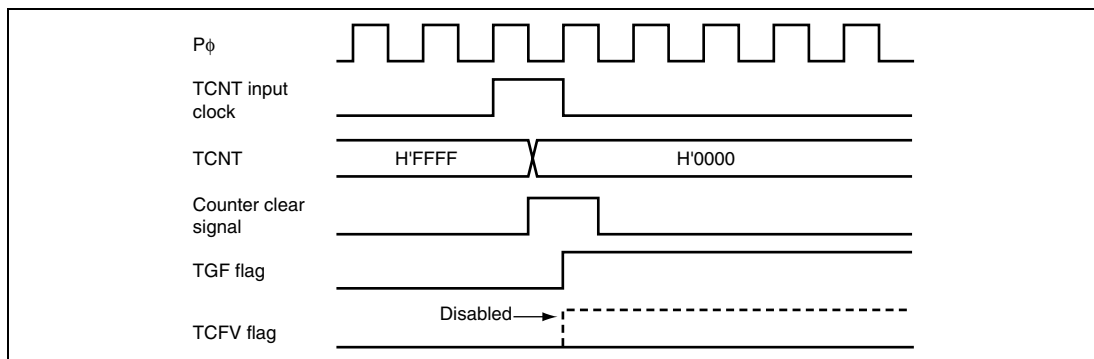 Pϕ
TCNT input
clock
TCNT
H'FFFF
H'0000
Counter clear
signal
TGF flag
Disabled
TCFV flag